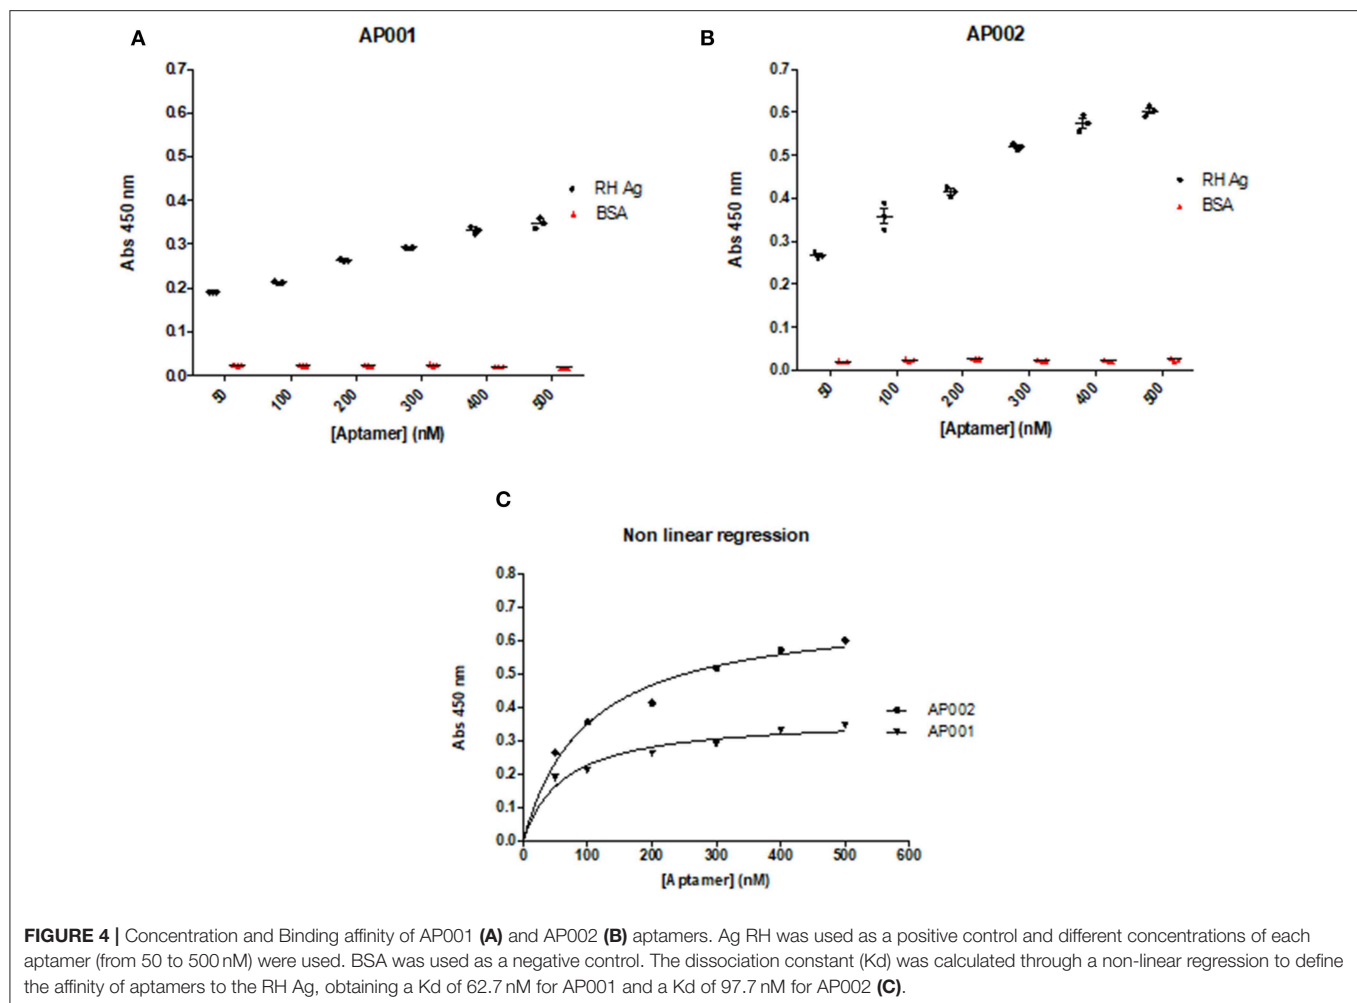 A
AP001
0.7
0.6
0.5
0.4
0.3
0.2
0.1
0.0
Abs 450 nm
RH Ag
BSA
50
100
200
300
400
500
[Aptamer] (nM)
B
AP002
0.7
0.6
0.5
0.4
0.3
0.2
0.1
0.0
Abs 450 nm
RH Ag
BSA
50
100
200
300
400
500
[Aptamer] (nM)
C
Non linear regression
0.8
0.7
0.6
0.5
0.4
0.3
0.2
0.1
0.0
Abs 450 nm
AP002
AP001
0
100
200
300
400
500
600
[Aptamer] (nM)
FIGURE 4 | Concentration and Binding affinity of AP001 (A) and AP002 (B) aptamers. Ag RH was used as a positive control and different concentrations of each
aptamer (from 50 to 500 nM) were used. BSA was used as a negative control. The dissociation constant (Kd) was calculated through a non-linear regression to define
the affinity of aptamers to the RH Ag, obtaining a Kd of 62.7 nM for AP001 and a Kd of 97.7 nM for AP002 (C).